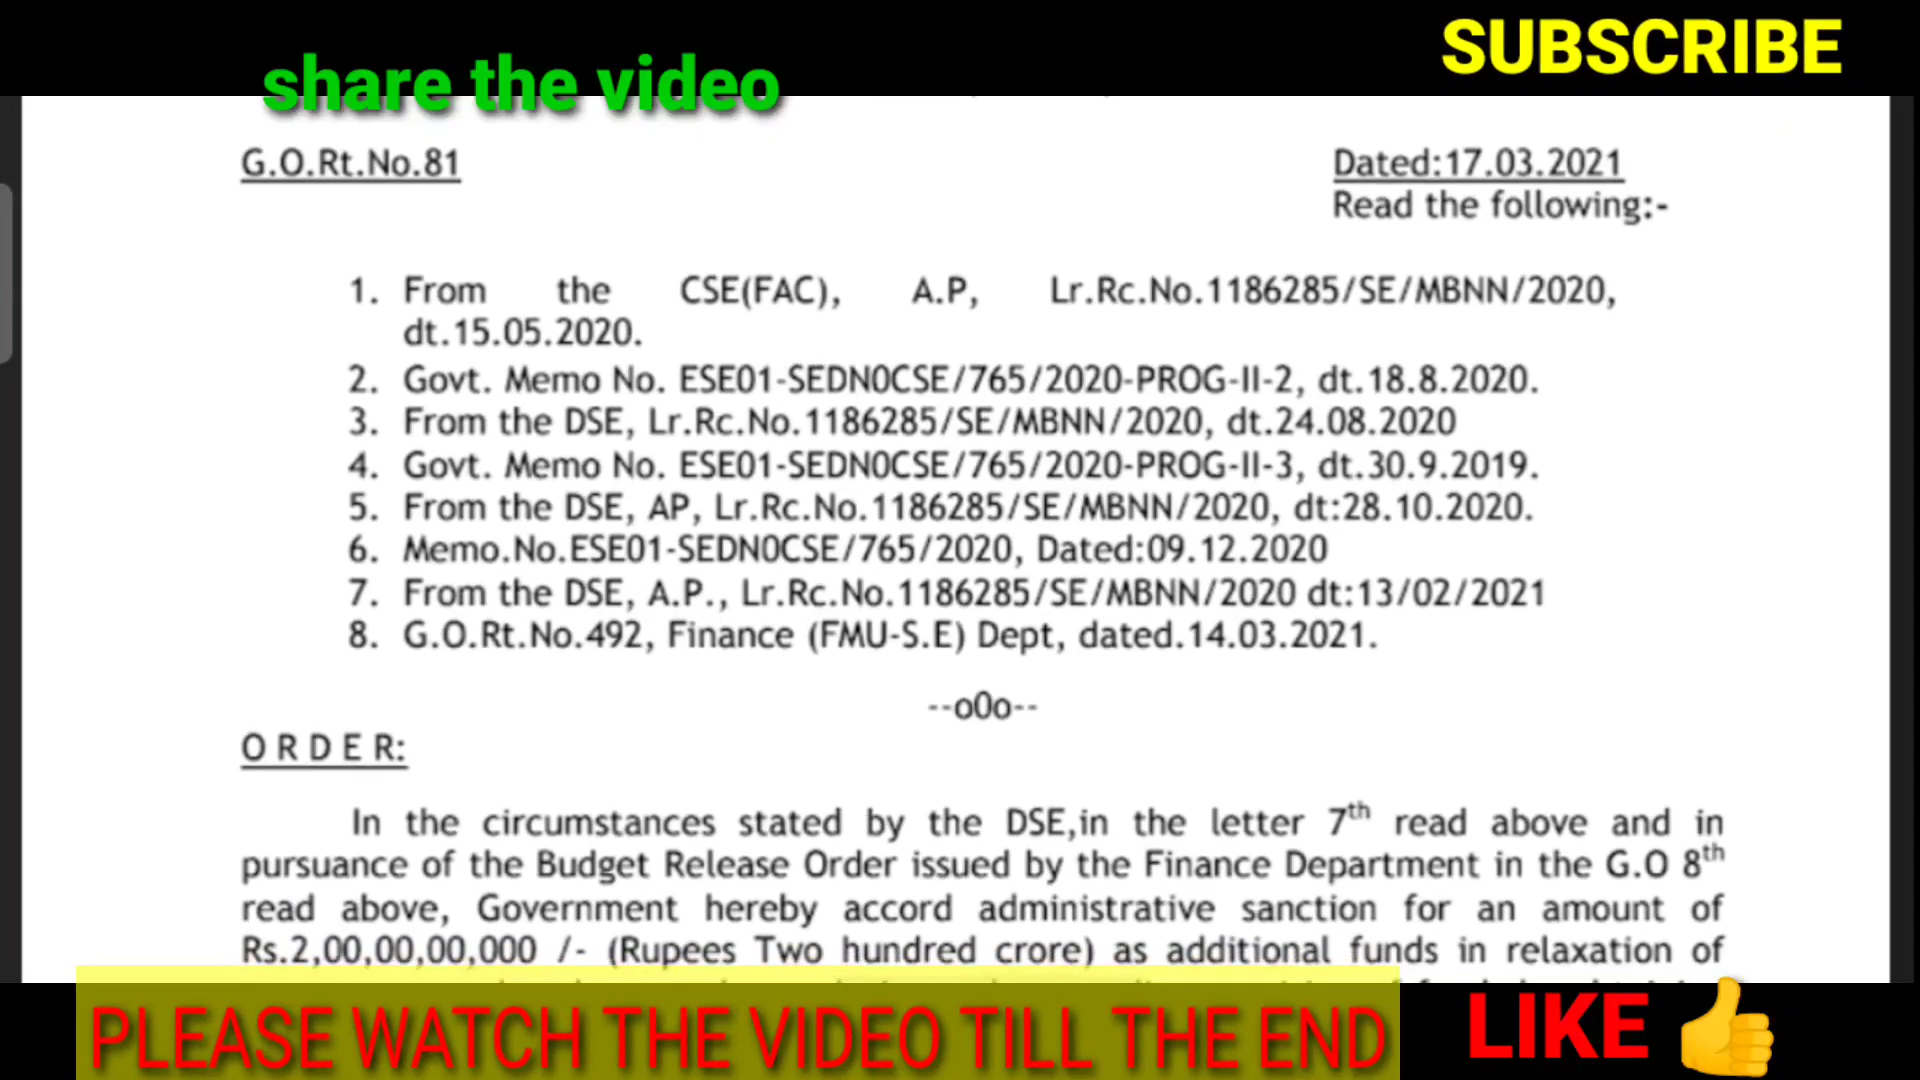 share the video
SUBSCRIBE
G.O.Rt.No.81
Dated:17.03.2021
Read the following:-
1. From the CSE(FAC), A.P, Lr.Rc.No.1186285/SE/MBNN/2020,
dt.15.05.2020.
2. Govt. Memo No. ESE01-SEDN0CSE/765/2020-PROG-II-2, dt.18.8.2020.
3. From the DSE, Lr.Rc.No.1186285/SE/MBNN/2020, dt.24.08.2020
4. Govt. Memo No. ESE01-SEDN0CSE/765/2020-PROG-II-3, dt.30.9.2019.
5. From the DSE, AP, Lr.Rc.No.1186285/SE/MBNN/2020, dt:28.10.2020.
6. Memo.No.ESE01-SEDN0CSE/765/2020, Dated:09.12.2020
7. From the DSE, A.P., Lr.Rc.No.1186285/SE/MBNN/2020 dt:13/02/2021
8. G.O.Rt.No.492, Finance (FMU-S.E) Dept, dated.14.03.2021.
--o0o--
O R D E R:
In the circumstances stated by the DSE,in the letter 7th read above and in
pursuance of the Budget Release Order issued by the Finance Department in the G.O 8th
read above, Government hereby accord administrative sanction for an amount of
Rs.2,00,00,00,000 /- (Rupees Two hundred crore) as additional funds in relaxation of
PLEASE WATCH THE VIDEO TILL THE END
LIKE